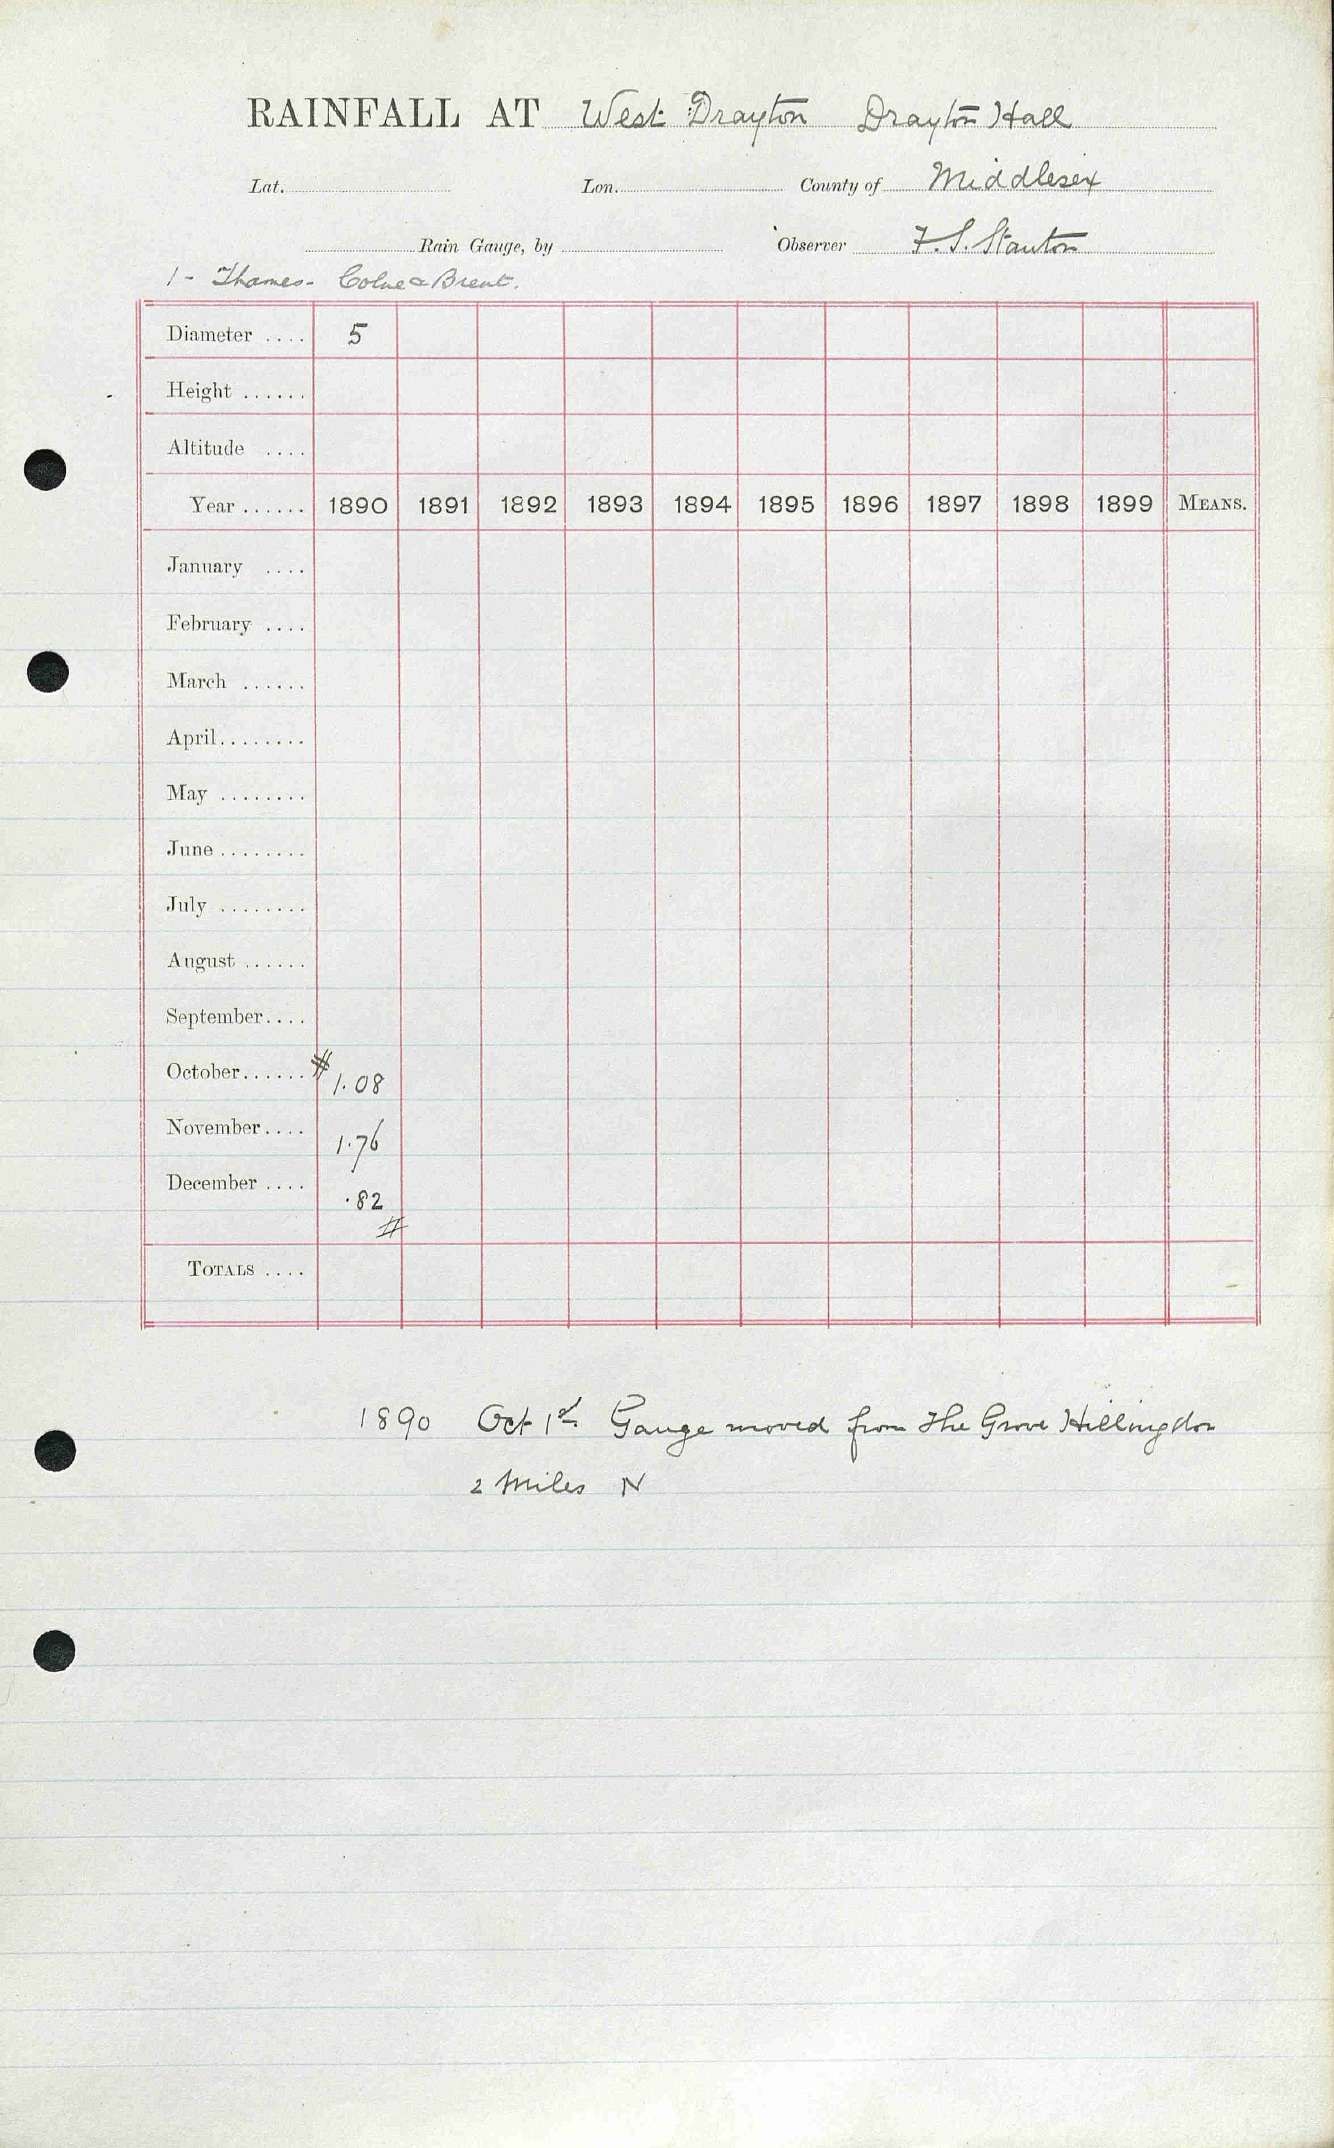 RAINFALL AT West Drayton Drayton Hall
Lat. Lon. County of Middlesex
Rain Gauge, by Observer F. S. Stanton
1 - Thames - Colne & Brent.
Diameter .... 5
Height ......
Altitude ....
Year ...... 1890 1891 1892 1893 1894 1895 1896 1897 1898 1899 MEANS.
January ....
February ....
March ......
April........
May ........
June ........
July ........
August ......
September....
October...... # 1.08
November.... 1.76
December .... .82
#
TOTALS ....
1890 Oct 1st Gauge moved from The Grove Hillingdon
2 Miles N